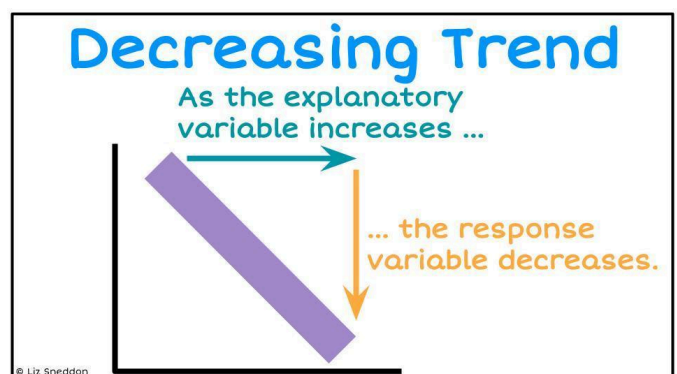 Decreasing Trend
As the explanatory
variable increases ...
... the response
variable decreases.
© Liz Sneddon